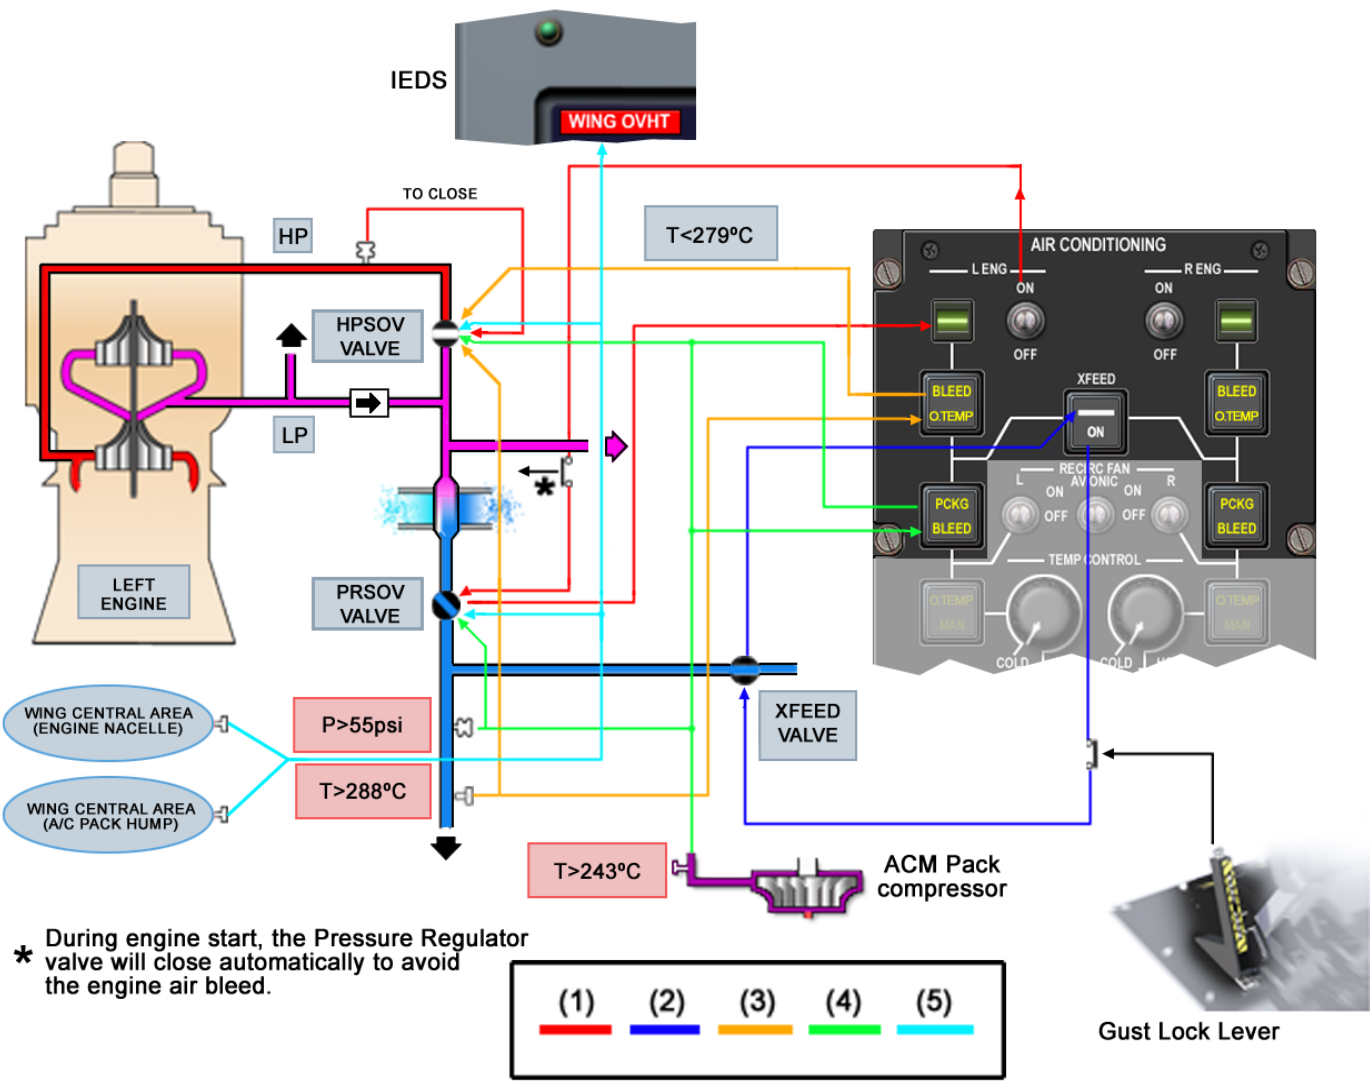 IEDS
WING OVHT
TO CLOSE
HP
T<279ºC
HPSOV
VALVE
LP
*
LEFT
ENGINE
PRSOV
VALVE
AIR CONDITIONING
L ENG
R ENG
ON
ON
OFF
OFF
XFEED
BLEED
O.TEMP
ON
BLEED
O.TEMP
RECIRC FAN
L
AVIONIC
R
ON
ON
OFF
OFF
PCKG
BLEED
PCKG
BLEED
TEMP CONTROL
O.TEMP
MAN
O.TEMP
MAN
COLD
COLD
WING CENTRAL AREA
(ENGINE NACELLE)
P>55psi
XFEED
VALVE
WING CENTRAL AREA
(A/C PACK HUMP)
T>288ºC
T>243ºC
ACM Pack
compressor
* During engine start, the Pressure Regulator
valve will close automatically to avoid
the engine air bleed.
(1) (2) (3) (4) (5)
Gust Lock Lever